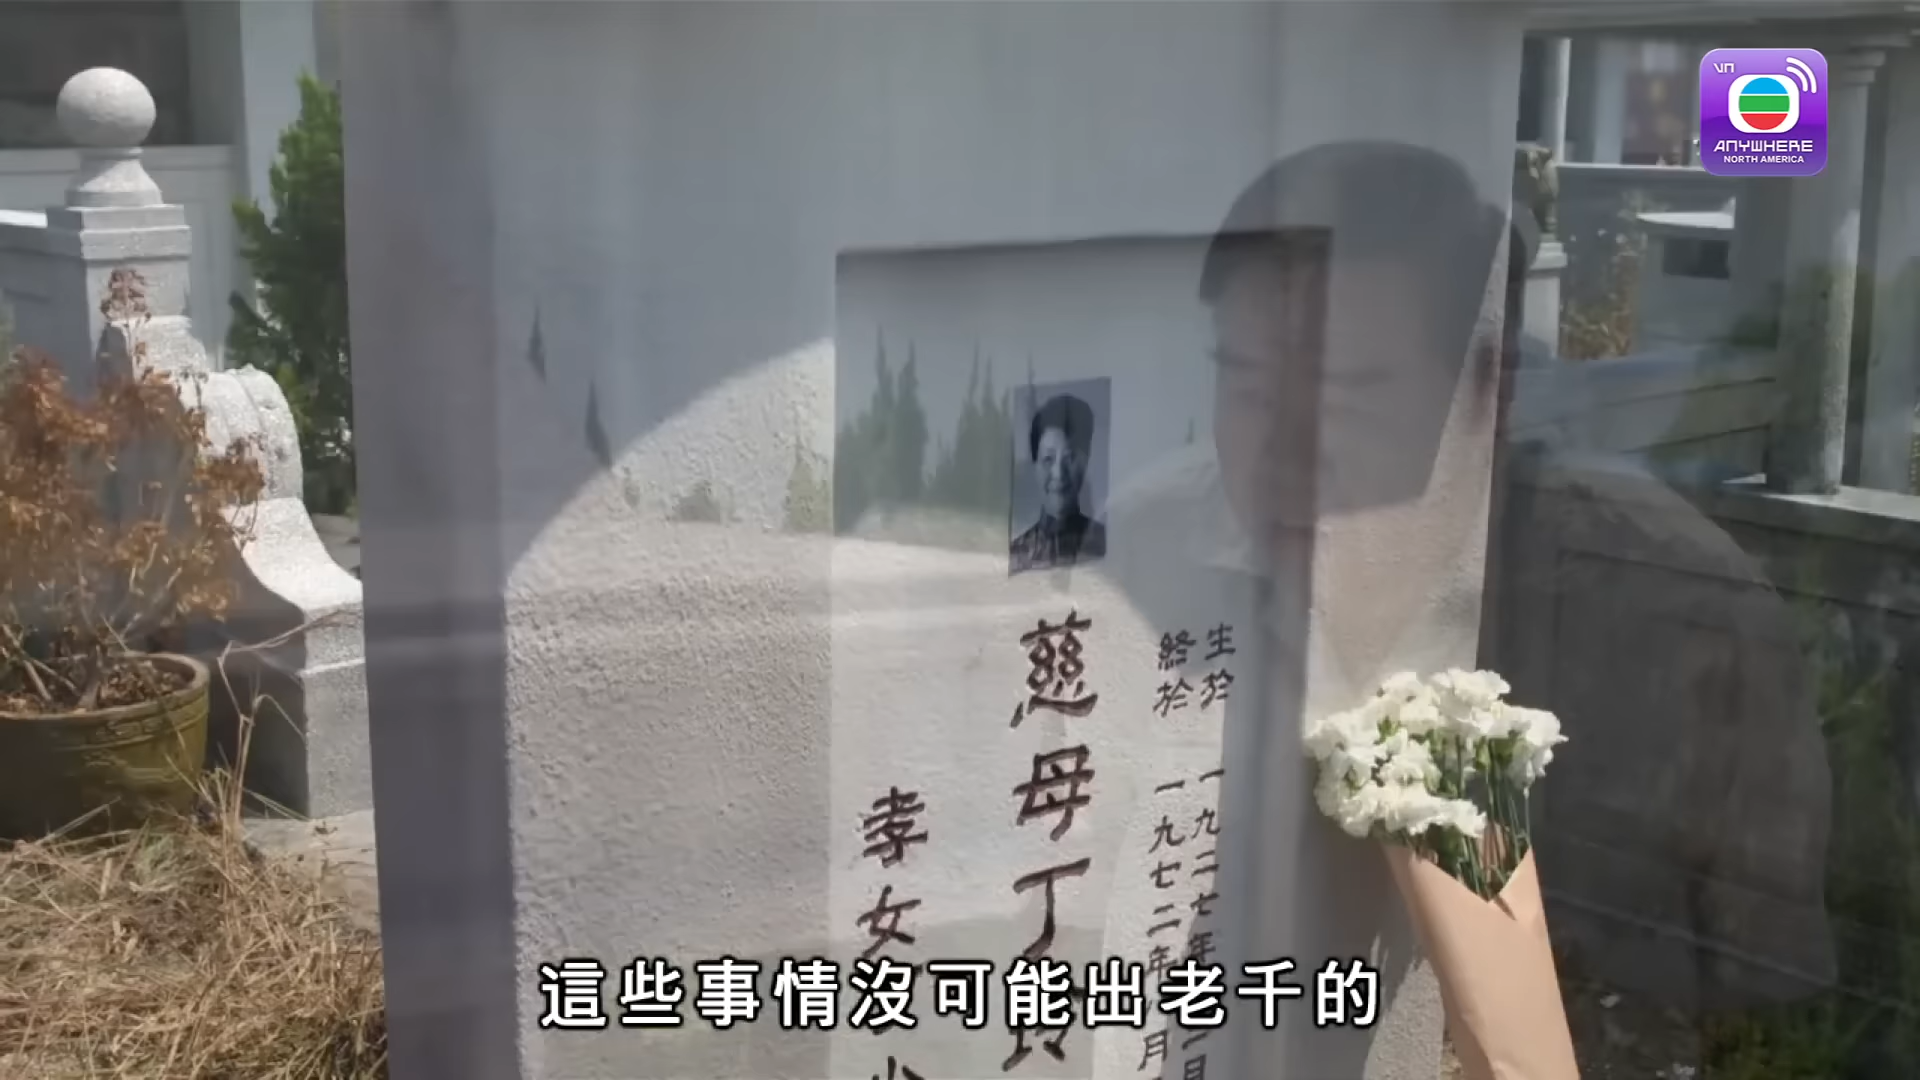 VN
ANYWHERE
NORTH AMERICA
生於 一九二七年
終於 一九七二年
慈母丁
孝女
這些事情沒可能出老千的